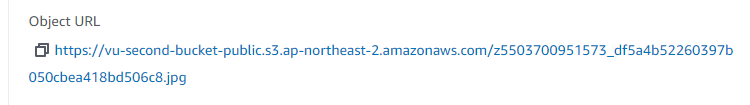 Object URL
https://vu-second-bucket-public.s3.ap-northeast-2.amazonaws.com/z5503700951573_df5a4b52260397b
050cbea418bd506c8.jpg